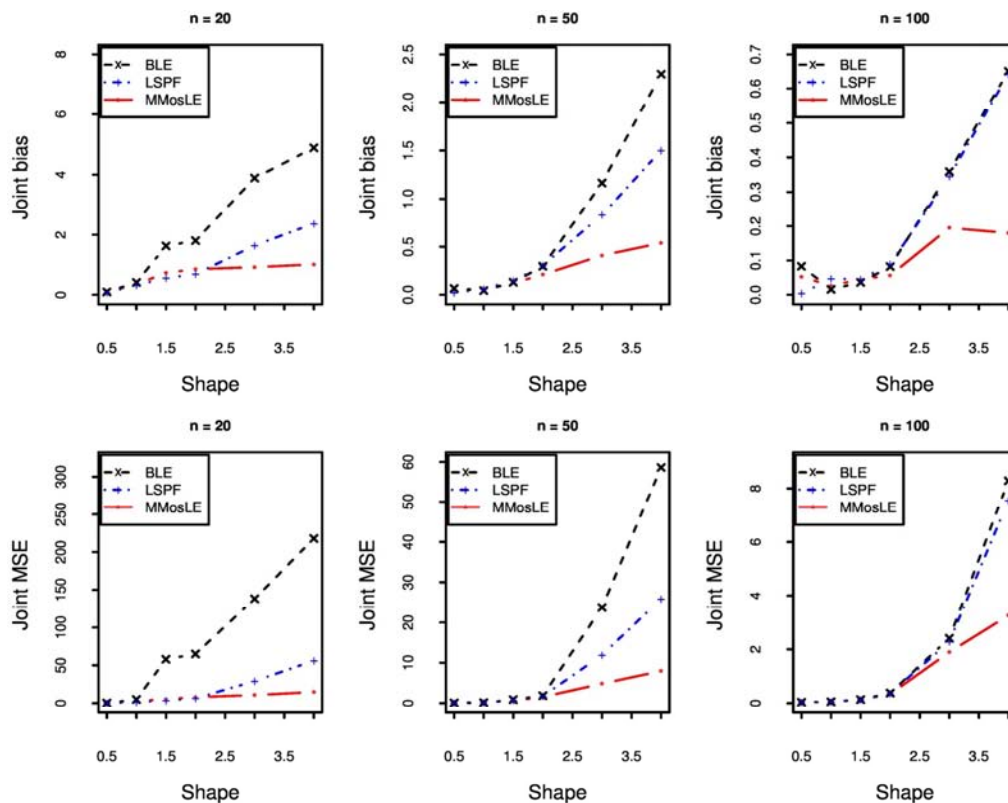 n = 20
8
6
4
2
0
Joint bias
BLE
LSPF
MMosLE
0.5 1.5 2.5 3.5
Shape
n = 50
2.5
2.0
1.5
1.0
0.5
0.0
Joint bias
BLE
LSPF
MMosLE
0.5 1.5 2.5 3.5
Shape
n = 100
0.7
0.6
0.5
0.4
0.3
0.2
0.1
0.0
Joint bias
BLE
LSPF
MMosLE
0.5 1.5 2.5 3.5
Shape
n = 20
300
250
200
150
100
50
0
Joint MSE
BLE
LSPF
MMosLE
0.5 1.5 2.5 3.5
Shape
n = 50
60
50
40
30
20
10
0
Joint MSE
BLE
LSPF
MMosLE
0.5 1.5 2.5 3.5
Shape
n = 100
8
6
4
2
0
Joint MSE
BLE
LSPF
MMosLE
0.5 1.5 2.5 3.5
Shape